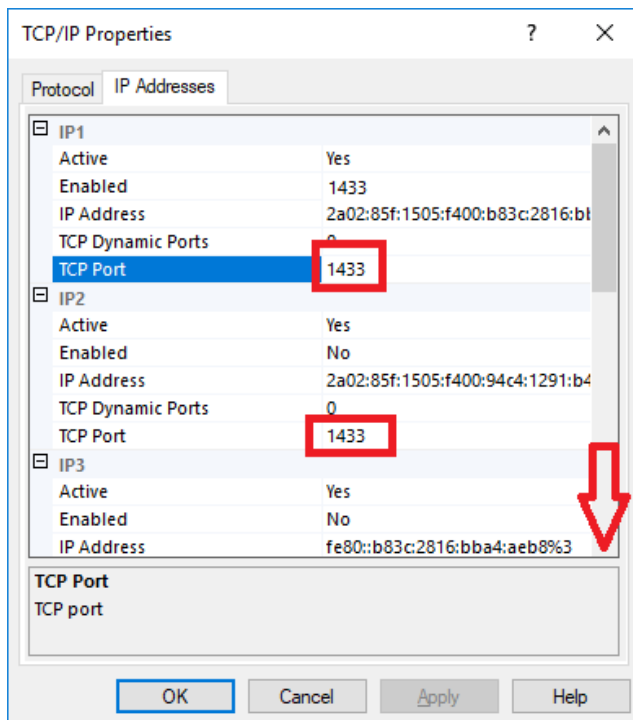 TCP/IP Properties ? ×
Protocol IP Addresses
IP1
Active Yes
Enabled 1433
IP Address 2a02:85f:1505:f400:b83c:2816:bb
TCP Dynamic Ports 0
TCP Port 1433
IP2
Active Yes
Enabled No
IP Address 2a02:85f:1505:f400:94c4:1291:b4
TCP Dynamic Ports 0
TCP Port 1433
IP3
Active Yes
Enabled No
IP Address fe80::b83c:2816:bba4:aeb8%3
TCP Port
TCP port
OK Cancel Apply Help